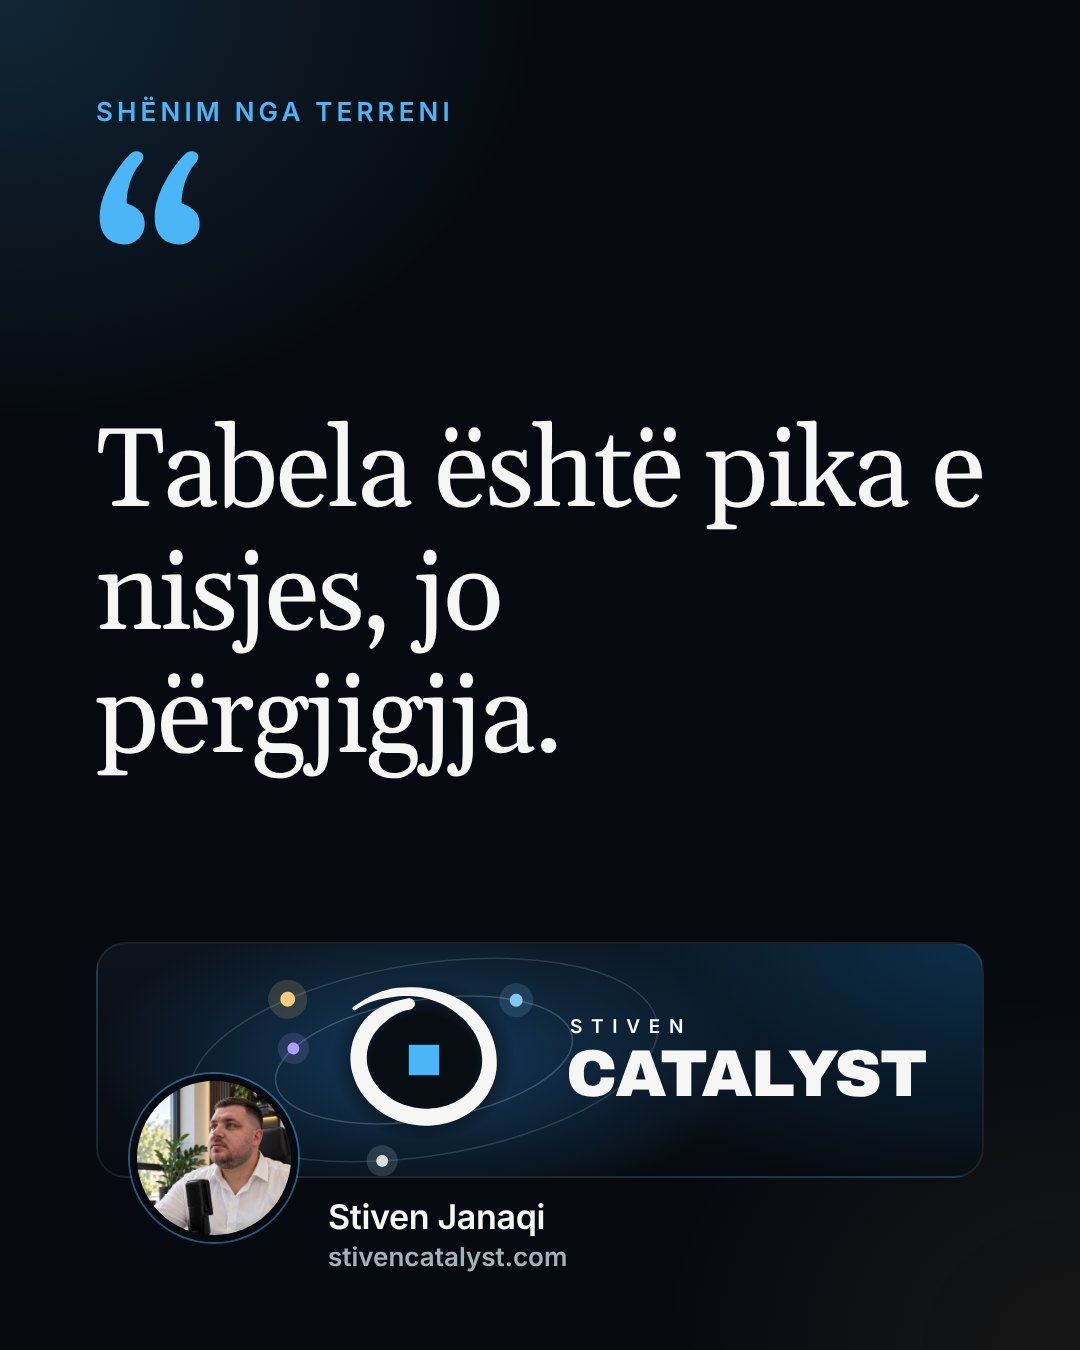 SHËNIM NGA TERRENI
“
Tabela është pika e
nisjes, jo
përgjigjja.
STIVEN
CATALYST
Stiven Janaqi
stivencatalyst.com